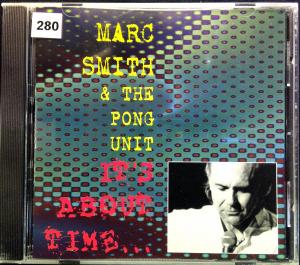 280
MARC
SMITH
& THE
PONG
UNIT
IT'S
ABOUT
TIME...